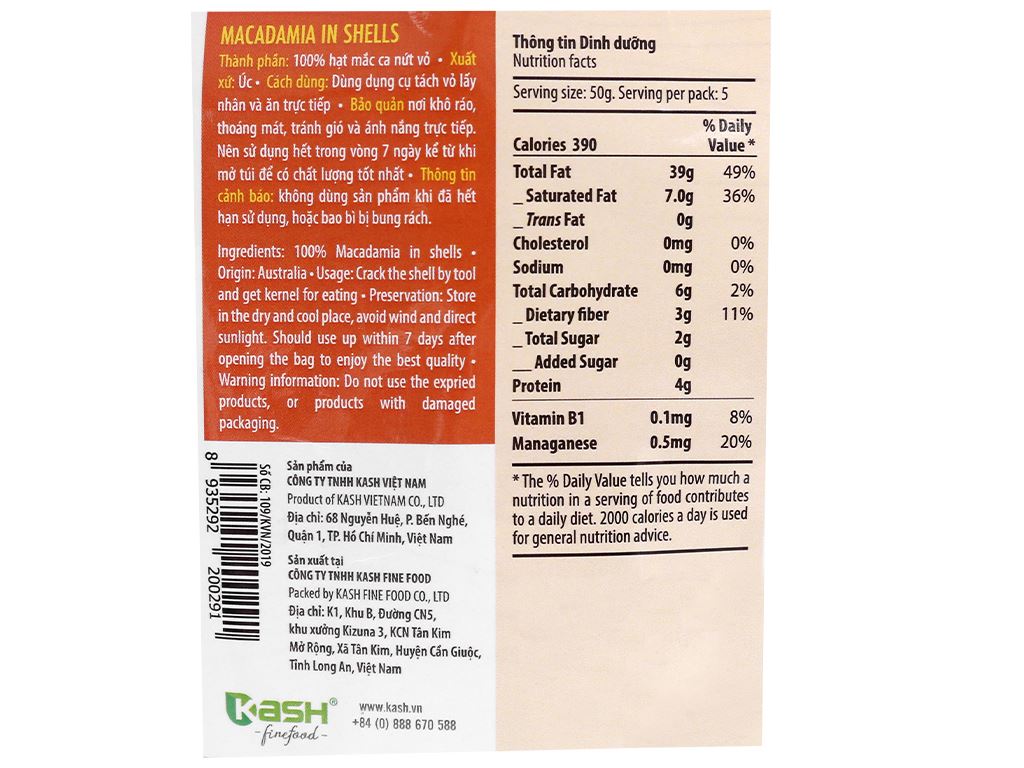 MACADAMIA IN SHELLS
Thành phần: 100% hạt mắc ca nứt vỏ • Xuất
xứ: Úc • Cách dùng: Dùng dụng cụ tách vỏ lấy
nhân và ăn trực tiếp • Bảo quản nơi khô ráo,
thoáng mát, tránh gió và ánh nắng trực tiếp.
Nên sử dụng hết trong vòng 7 ngày kể từ khi
mở túi để có chất lượng tốt nhất • Thông tin
cảnh báo: không dùng sản phẩm khi đã hết
hạn sử dụng, hoặc bao bì bị bung rách.
Ingredients: 100% Macadamia in shells •
Origin: Australia • Usage: Crack the shell by tool
and get kernel for eating • Preservation: Store
in the dry and cool place, avoid wind and direct
sunlight. Should use up within 7 days after
opening the bag to enjoy the best quality •
Warning information: Do not use the expried
products, or products with damaged
packaging.
8 935292 200291
Số CB: 109/KVN/2019
Sản phẩm của
CÔNG TY TNHH KASH VIỆT NAM
Product of KASH VIETNAM CO., LTD
Địa chỉ: 68 Nguyễn Huệ, P. Bến Nghé,
Quận 1, TP. Hồ Chí Minh, Việt Nam
Sản xuất tại
CÔNG TY TNHH KASH FINE FOOD
Packed by KASH FINE FOOD CO., LTD
Địa chỉ: K1, Khu B, Đường CN5,
khu xưởng Kizuna 3, KCN Tân Kim
Mở Rộng, Xã Tân Kim, Huyện Cần Giuộc,
Tỉnh Long An, Việt Nam
KASH®
- finefood -
www.kash.vn
+84 (0) 888 670 588
Thông tin Dinh dưỡng
Nutrition facts
Serving size: 50g. Serving per pack: 5
% Daily
Calories 390 Value *
Total Fat 39g 49%
_ Saturated Fat 7.0g 36%
_ Trans Fat 0g
Cholesterol 0mg 0%
Sodium 0mg 0%
Total Carbohydrate 6g 2%
_ Dietary fiber 3g 11%
_ Total Sugar 2g
__ Added Sugar 0g
Protein 4g
Vitamin B1 0.1mg 8%
Managanese 0.5mg 20%
* The % Daily Value tells you how much a
nutrition in a serving of food contributes
to a daily diet. 2000 calories a day is used
for general nutrition advice.